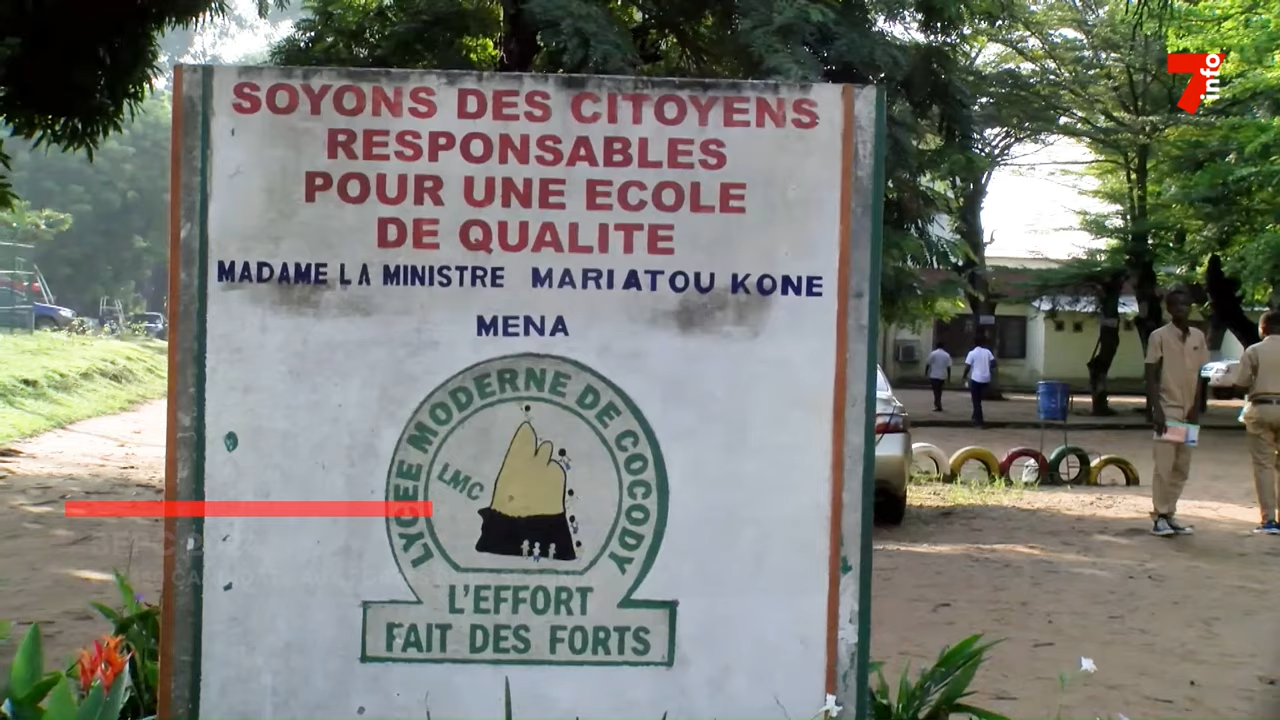 SOYONS DES CITOYENS
RESPONSABLES
POUR UNE ECOLE
DE QUALITE
MADAME LA MINISTRE MARIATOU KONE
MENA
LYCEE MODERNE DE COCODY
LMC
L'EFFORT
FAIT DES FORTS
7info